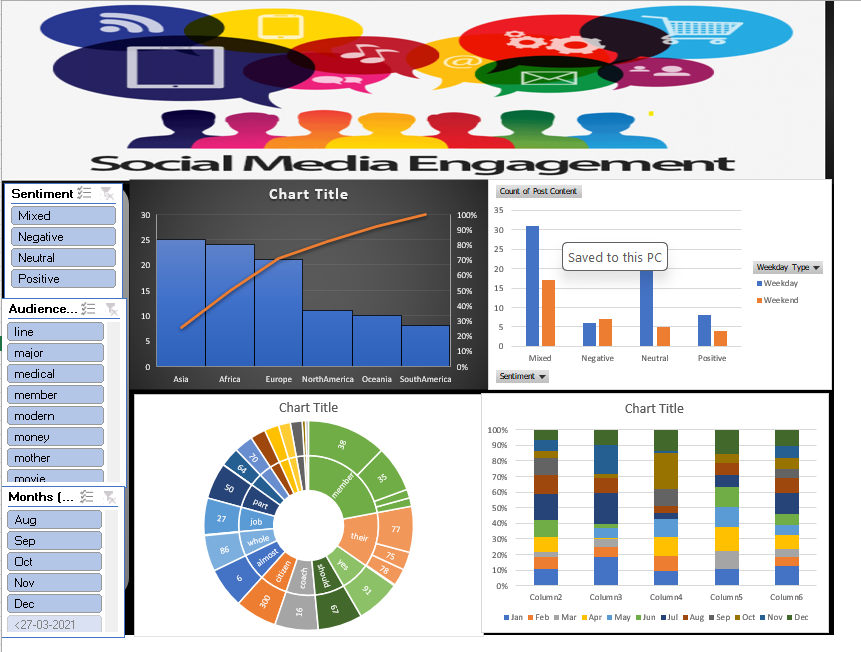 @
Social Media Engagement
Sentiment
Mixed
Negative
Neutral
Positive
Audience...
line
major
medical
member
modern
money
mother
movie
Months (...
Aug
Sep
Oct
Nov
Dec
<27-03-2021
Chart Title
30
25
20
15
10
5
0
100%
90%
80%
70%
60%
50%
40%
30%
20%
10%
0%
Asia Africa Europe NorthAmerica Oceania SouthAmerica
Count of Post Content
35
30
25
20
15
10
5
0
Saved to this PC
Mixed Negative Neutral Positive
Weekday Type
Weekday
Weekend
Sentiment
Chart Title
member
their
yes
should
coach
citizen
almost
whole
job
part
38
35
77
75
78
91
67
16
300
6
86
27
50
64
70
Chart Title
100%
90%
80%
70%
60%
50%
40%
30%
20%
10%
0%
Column2 Column3 Column4 Column5 Column6
Jan Feb Mar Apr May Jun Jul Aug Sep Oct Nov Dec